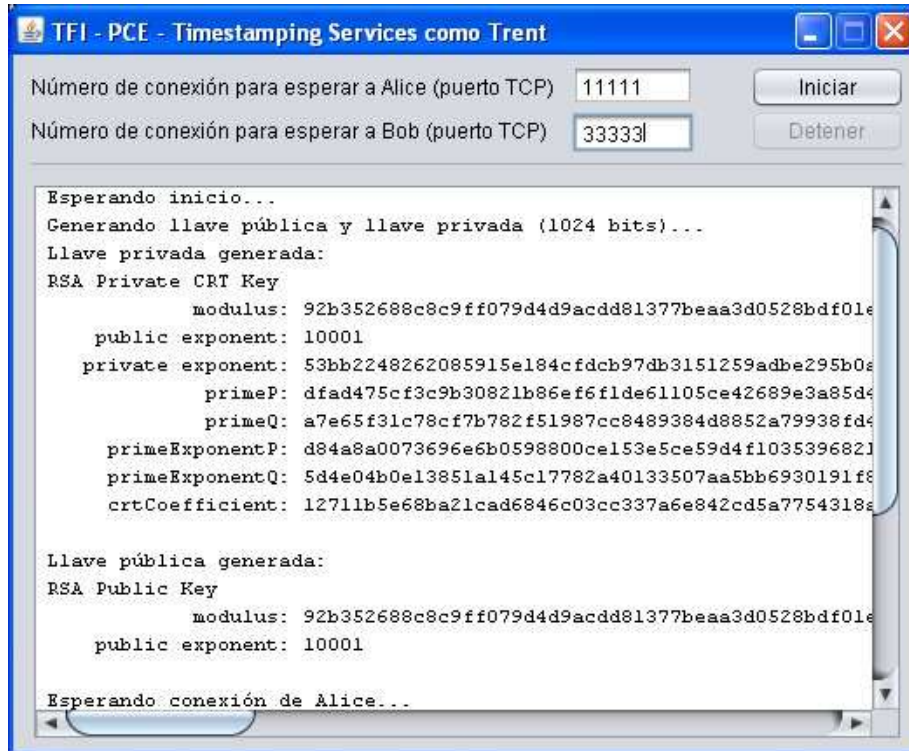 TFI - PCE - Timestamping Services como Trent
Número de conexión para esperar a Alice (puerto TCP) 11111 Iniciar
Número de conexión para esperar a Bob (puerto TCP) 33333 Detener
Esperando inicio...
Generando llave pública y llave privada (1024 bits)...
Llave privada generada:
RSA Private CRT Key
modulus: 92b352688c8c9ff079d4d9acdd81377beaa3d0528bdf01e
public exponent: 10001
private exponent: 53bb2248262085915e184cfdcb97db3151259adbe295b0a
primeP: dfad475cf3c9b30821b86ef6f1de61105ce42689e3a85d4
primeQ: a7e65f31c78cf7b782f51987cc8489384d8852a79938fd4
primeExponentP: d84a8a0073696e6b0598800ce153e5ce59d4f1035396821
primeExponentQ: 5d4e04b0e13851a145c17782a40133507aa5bb6930191f8
crtCoefficient: 12711b5e68ba21cad6846c03cc337a6e842cd5a7754318a
Llave pública generada:
RSA Public Key
modulus: 92b352688c8c9ff079d4d9acdd81377beaa3d0528bdf01e
public exponent: 10001
Esperando conexión de Alice...